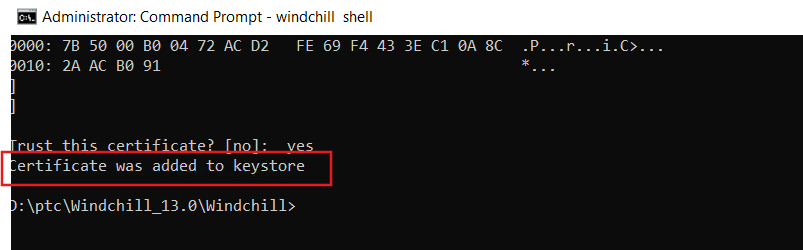 Administrator: Command Prompt - windchill shell
0000: 7B 50 00 B0 04 72 AC D2   FE 69 F4 43 3E C1 0A 8C  .P...r...i.C>...
0010: 2A AC B0 91                                        *...
]
]
Trust this certificate? [no]:  yes
Certificate was added to keystore
D:\ptc\Windchill_13.0\Windchill>